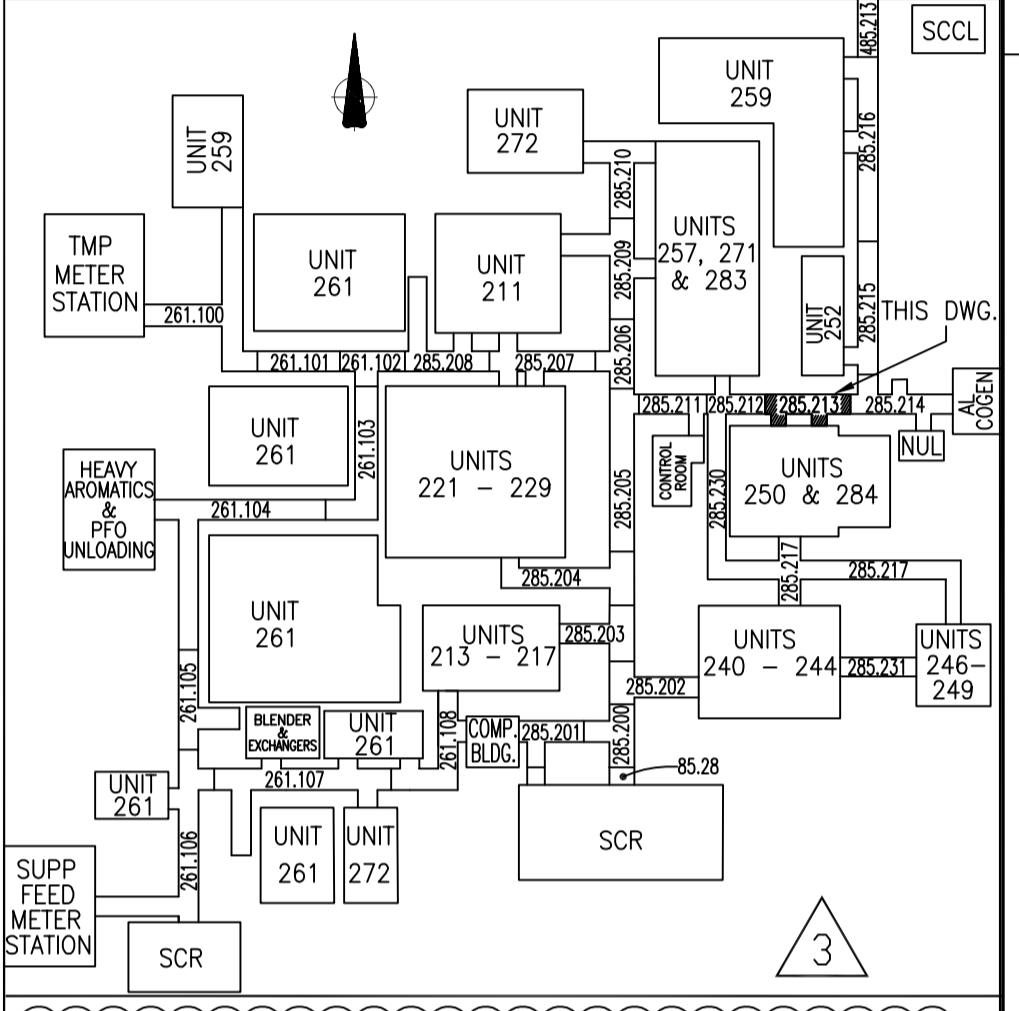 485.213
SCCL
UNIT
259
UNIT
272
UNIT
259
285.216
285.210
TMP
METER
STATION
UNIT
261
UNIT
211
UNITS
257, 271
& 283
285.209
UNIT
252
285.215
THIS DWG.
261.100
261.101
261.102
285.208
285.207
285.206
285.211
285.212
285.213
285.214
AL
COGEN
UNIT
261
261.103
UNITS
221 - 229
285.205
CONTROL
ROOM
285.230
UNITS
250 & 284
NUL
HEAVY
AROMATICS
&
PFO
UNLOADING
261.104
285.204
285.217
285.217
UNIT
261
UNITS
213 - 217
285.203
UNITS
240 - 244
285.231
UNITS
246-
249
261.105
285.202
BLENDER
&
EXCHANGERS
UNIT
261
261.108
COMP.
BLDG.
285.201
285.200
85.28
UNIT
261
261.107
261.106
UNIT
261
UNIT
272
SCR
SUPP
FEED
METER
STATION
SCR
3